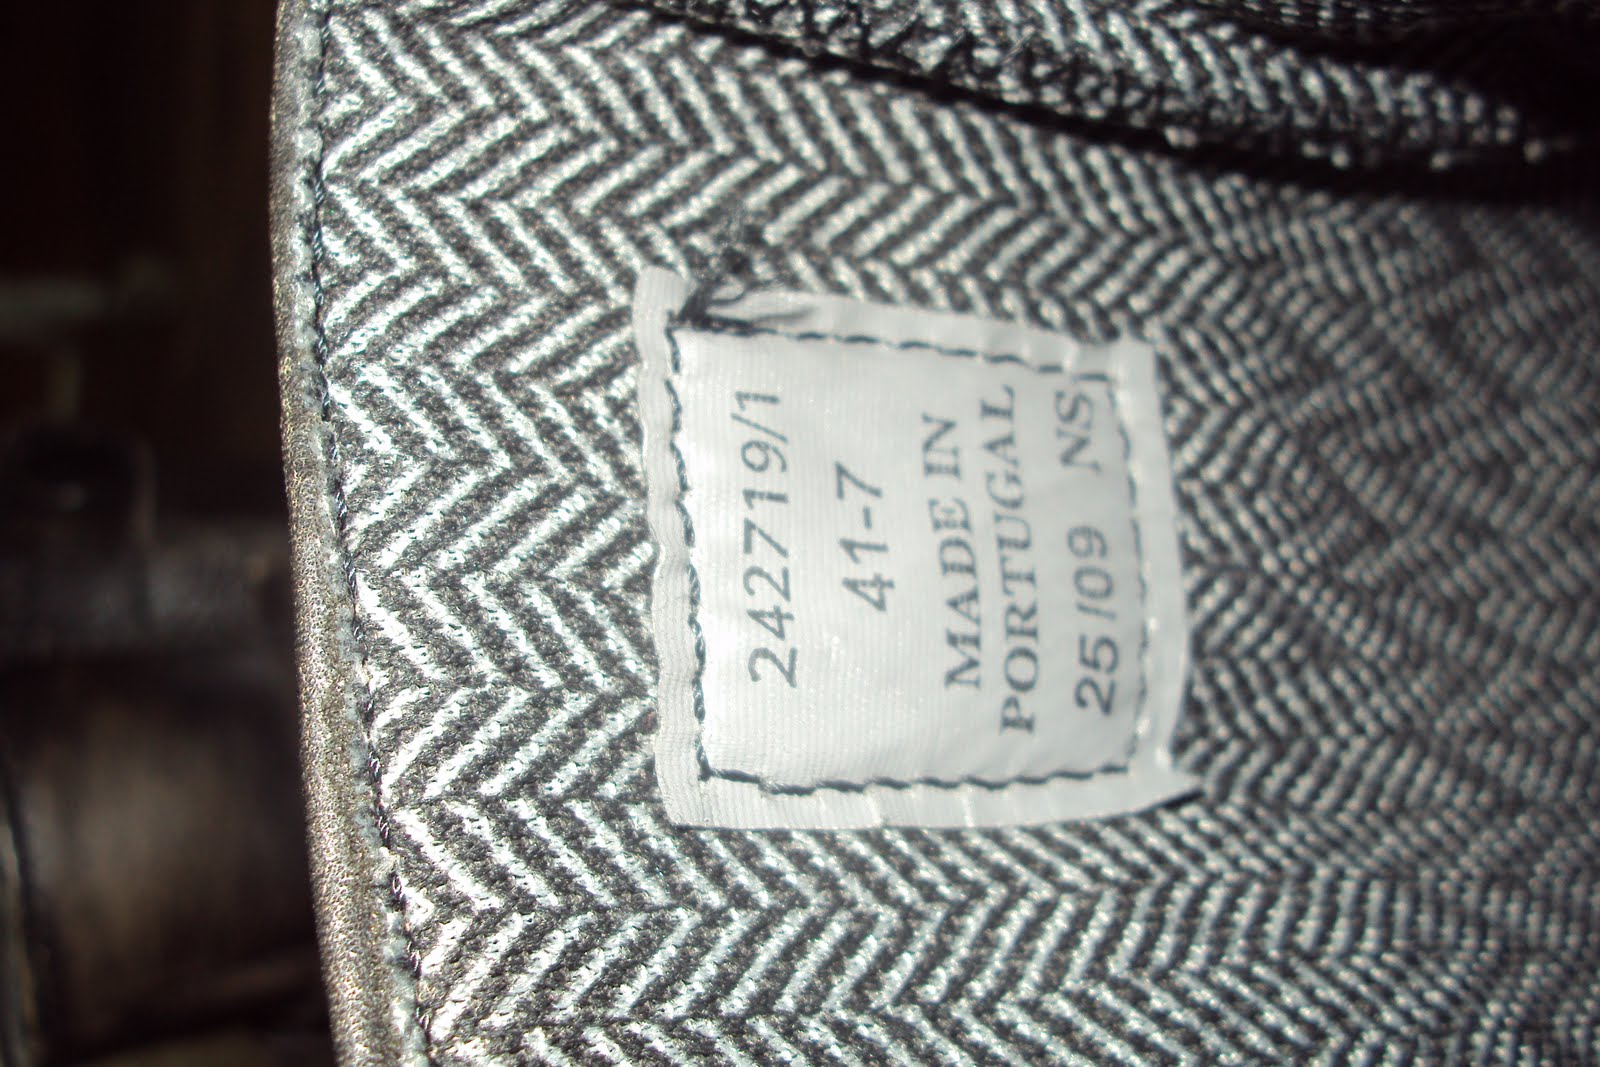 242719/1
41-7
MADE IN
PORTUGAL
25/09 NS